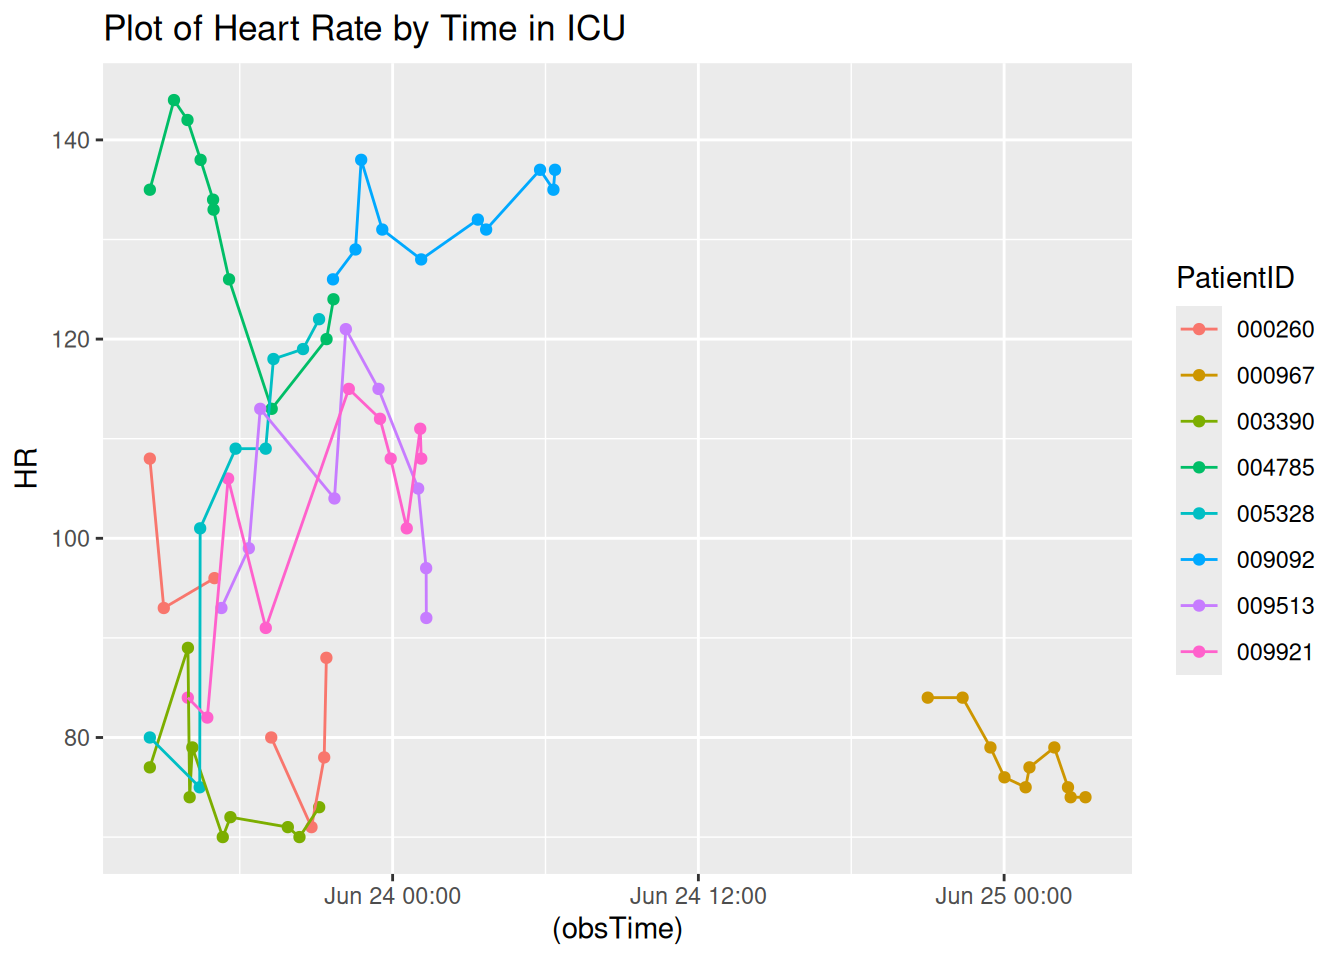 Plot of Heart Rate by Time in ICU
140
120
100
80
HR
Jun 24 00:00
Jun 24 12:00
Jun 25 00:00
(obsTime)
PatientID
000260
000967
003390
004785
005328
009092
009513
009921